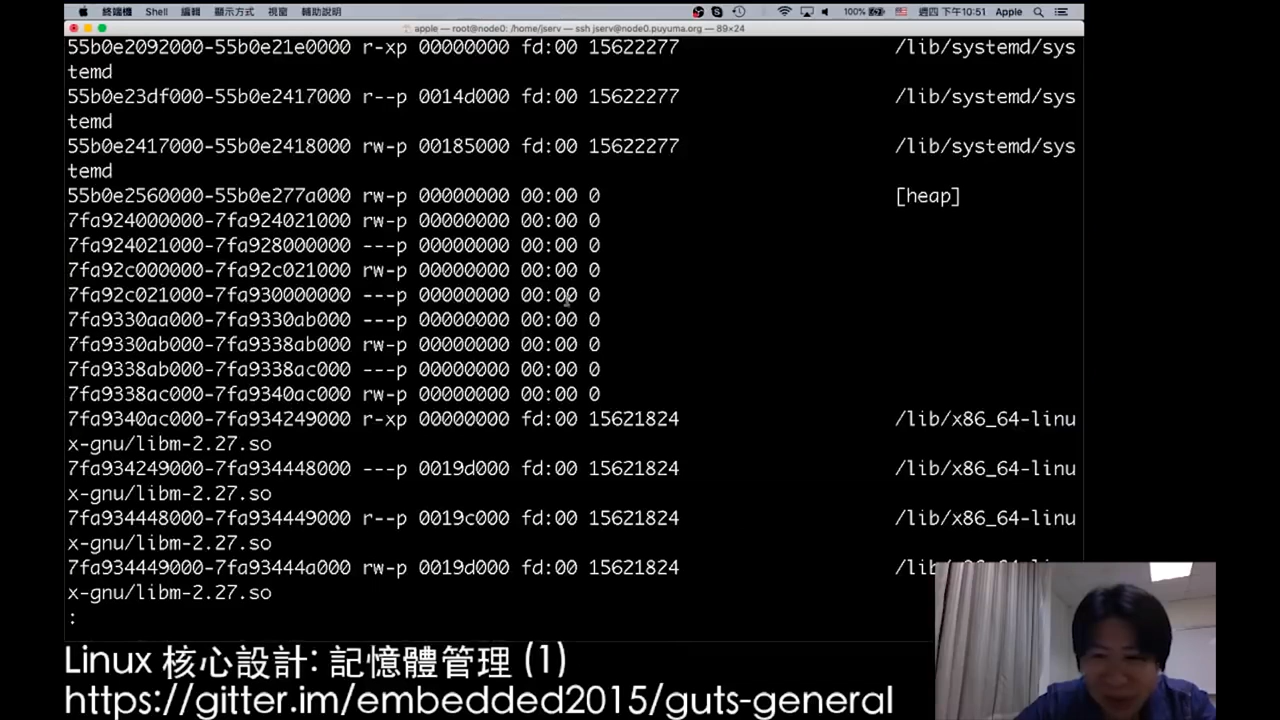 Shell 終端機 編輯 顯示方式 視窗 輔助說明 100% 週四 下午10:51 Apple
apple — root@node0: /home/jserv — ssh jserv@node0.puyuma.org — 89×24
55b0e2092000-55b0e21e0000 r-xp 00000000 fd:00 15622277 /lib/systemd/sys
temd
55b0e23df000-55b0e2417000 r--p 0014d000 fd:00 15622277 /lib/systemd/sys
temd
55b0e2417000-55b0e2418000 rw-p 00185000 fd:00 15622277 /lib/systemd/sys
temd
55b0e2560000-55b0e277a000 rw-p 00000000 00:00 0 [heap]
7fa924000000-7fa924021000 rw-p 00000000 00:00 0
7fa924021000-7fa928000000 ---p 00000000 00:00 0
7fa92c000000-7fa92c021000 rw-p 00000000 00:00 0
7fa92c021000-7fa930000000 ---p 00000000 00:00 0
7fa9330aa000-7fa9330ab000 ---p 00000000 00:00 0
7fa9330ab000-7fa9338ab000 rw-p 00000000 00:00 0
7fa9338ab000-7fa9338ac000 ---p 00000000 00:00 0
7fa9338ac000-7fa9340ac000 rw-p 00000000 00:00 0
7fa9340ac000-7fa934249000 r-xp 00000000 fd:00 15621824 /lib/x86_64-linu
x-gnu/libm-2.27.so
7fa934249000-7fa934448000 ---p 0019d000 fd:00 15621824 /lib/x86_64-linu
x-gnu/libm-2.27.so
7fa934448000-7fa934449000 r--p 0019c000 fd:00 15621824 /lib/x86_64-linu
x-gnu/libm-2.27.so
7fa934449000-7fa93444a000 rw-p 0019d000 fd:00 15621824
x-gnu/libm-2.27.so
:
Linux 核心設計: 記憶體管理 (1)
https://gitter.im/embedded2015/guts-general